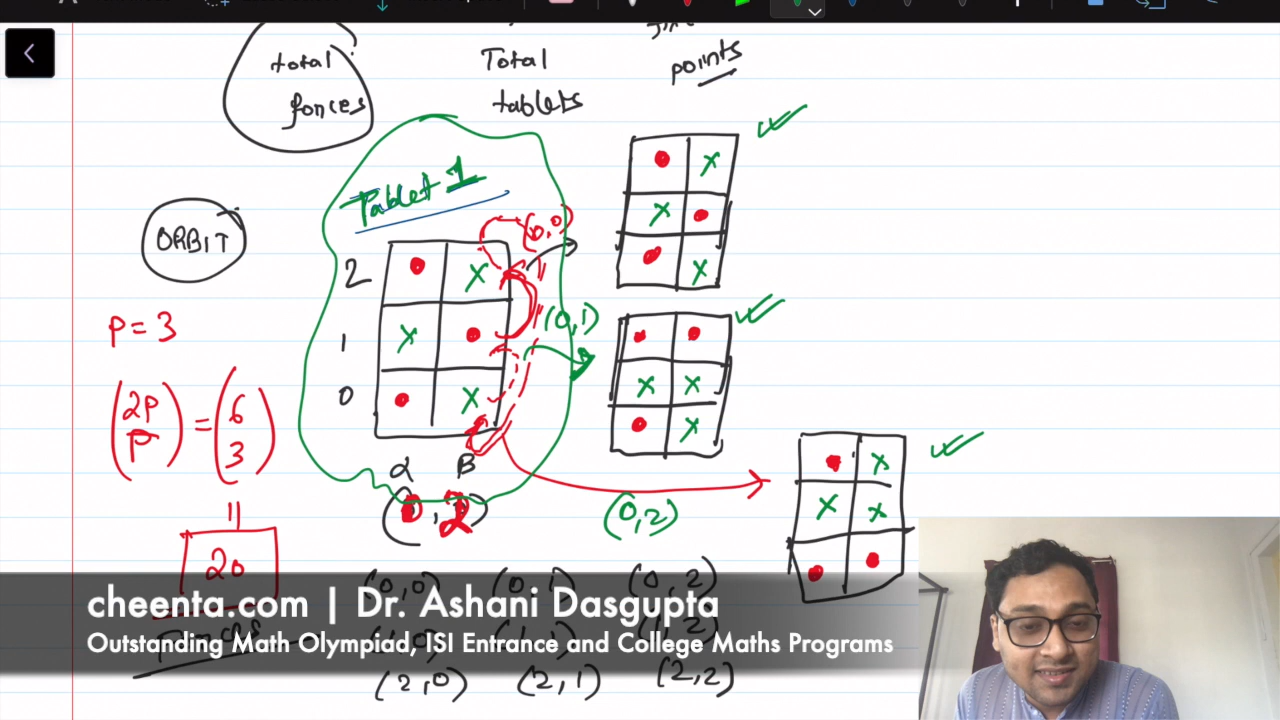 total
forces
Total
tablets
points
Tablet 1
(0,0)
ORBIT
2
1
0
(0,1)
P = 3
(2P
P) = (6
3)
||
20
α β
(0, 2)
(0,2)
(0,0) (0,1) (0,2)
cheenta.com | Dr. Ashani Dasgupta
Outstanding Math Olympiad, ISI Entrance and College Maths Programs
(2,0) (2,1) (2,2)